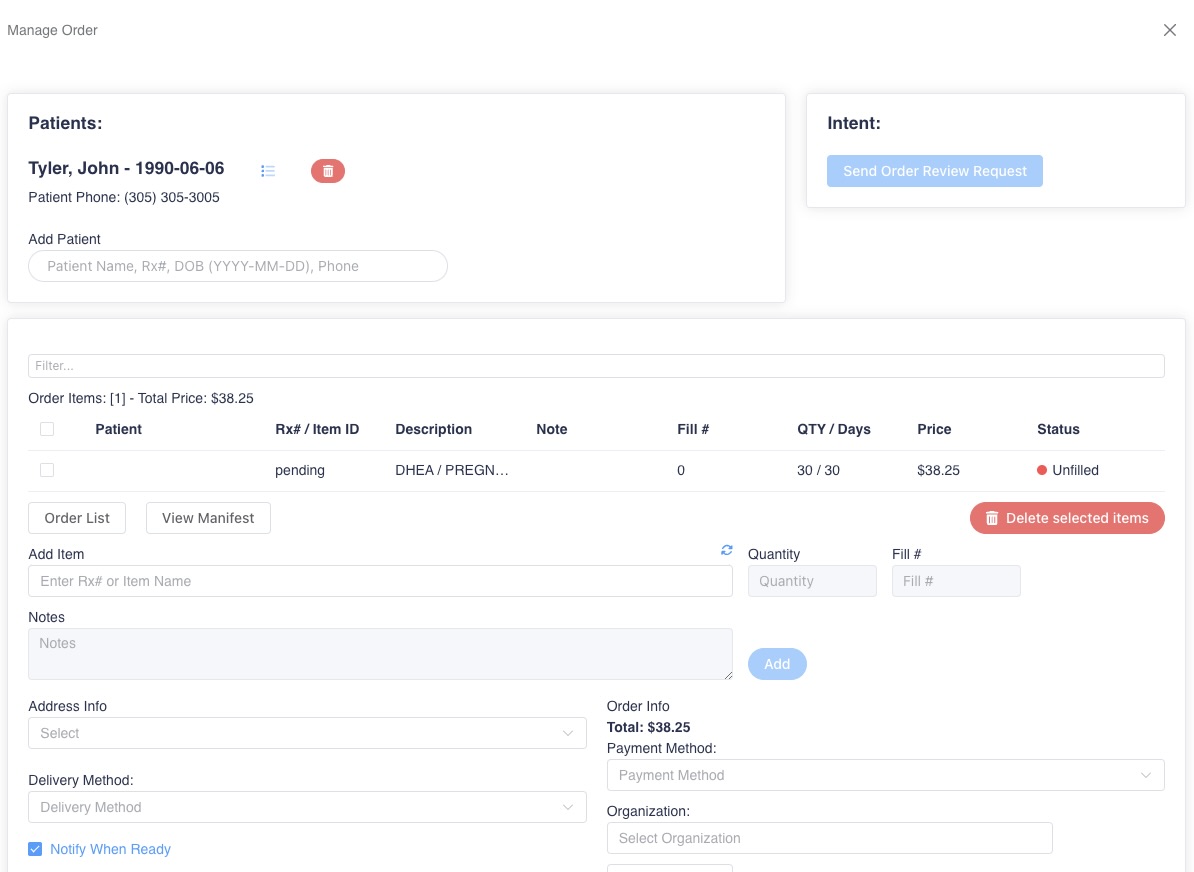 Manage Order
Patients:
Intent:
Tyler, John - 1990-06-06
Send Order Review Request
Patient Phone: (305) 305-3005
Add Patient
Patient Name, Rx#, DOB (YYYY-MM-DD), Phone
Filter...
Order Items: [1] - Total Price: $38.25
Patient Rx# / Item ID Description Note Fill # QTY / Days Price Status
pending DHEA / PREGN... 0 30 / 30 $38.25 Unfilled
Order List View Manifest Delete selected items
Add Item Quantity Fill #
Enter Rx# or Item Name Quantity Fill #
Notes
Notes
Add
Address Info
Select
Delivery Method:
Delivery Method
Notify When Ready
Order Info
Total: $38.25
Payment Method:
Payment Method
Organization:
Select Organization